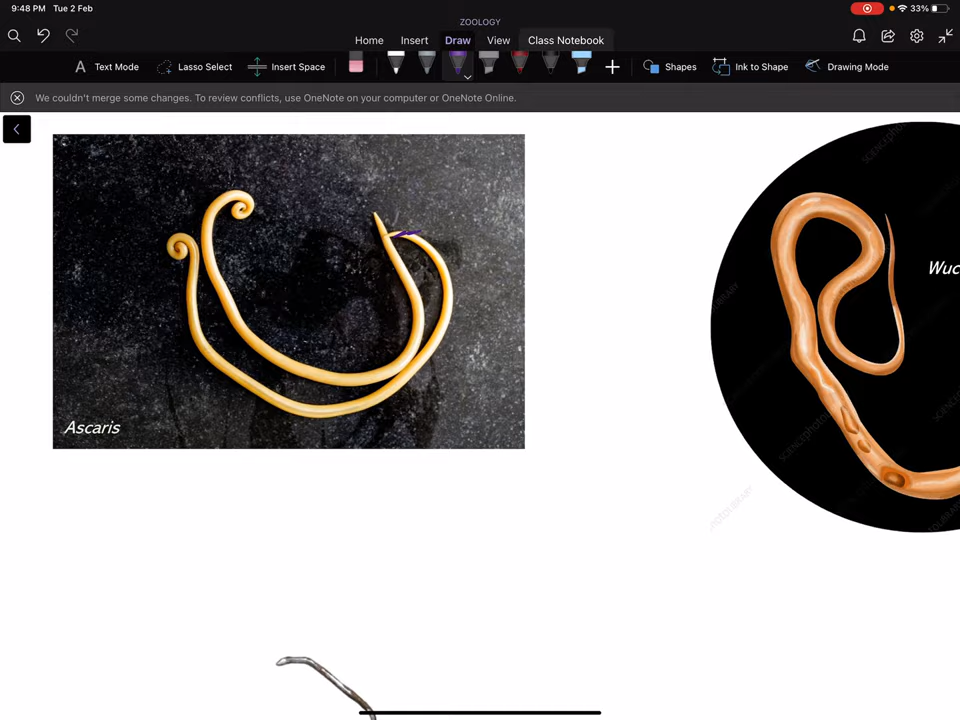 9:48 PM Tue 2 Feb
33%
ZOOLOGY
Home Insert Draw View Class Notebook
A Text Mode Lasso Select Insert Space Shapes Ink to Shape Drawing Mode
We couldn't merge some changes. To review conflicts, use OneNote on your computer or OneNote Online.
Wuc
Ascaris